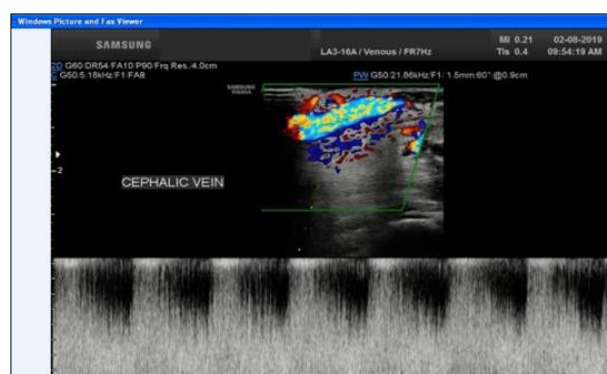 Windows Picture and Fax Viewer
SAMSUNG
LA3-16A / Venous / FR7Hz
MI 0.21 02-08-2019
TIs 0.4 09:54:19 AM
2D G60/DR54/FA10/P90/Frq Res./4.0cm
C G50/5.18kHz/F1/FA8
PW G50/21.86kHz/F1/1.5mm/60°@0.9cm
SAMSUNG
2
CEPHALIC VEIN